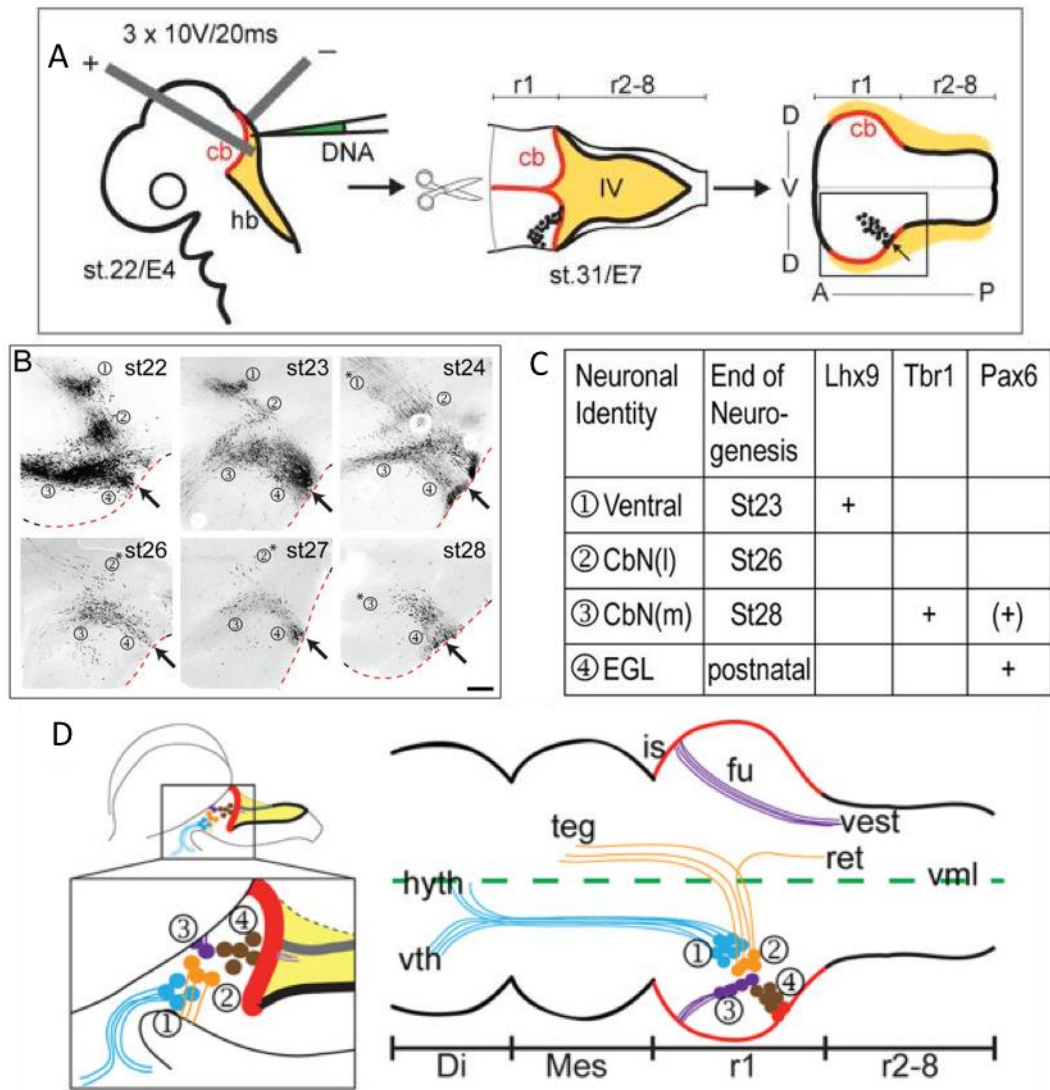 A
3 x 10V/20ms
+
−
cb
DNA
hb
st.22/E4
r1
r2-8
cb
IV
st.31/E7
r1
r2-8
D
cb
V
D
A
P
B
st22
①
②
③
④
st23
①
②
③
④
st24
*①
②
③
④
st26
②*
③
④
st27
②*
③
④
st28
*③
④
C
Neuronal Identity
End of Neuro-genesis
Lhx9
Tbr1
Pax6
① Ventral
St23
+
② CbN(l)
St26
③ CbN(m)
St28
+
(+)
④ EGL
postnatal
+
D
③
④
②
①
is
fu
vest
teg
ret
hyth
vml
vth
①
②
③
④
Di
Mes
r1
r2-8